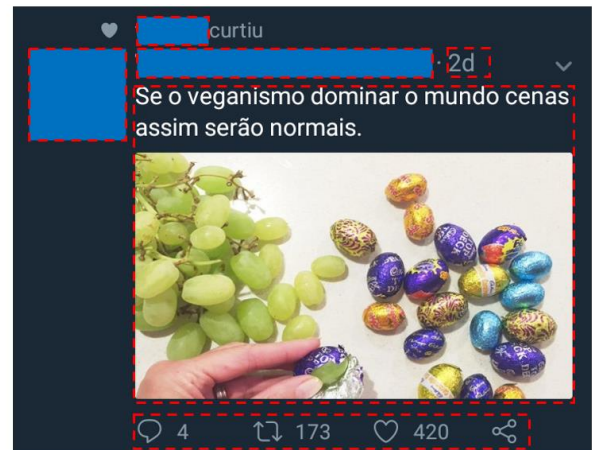 curtiu
· 2d
Se o veganismo dominar o mundo cenas
assim serão normais.
4 173 420